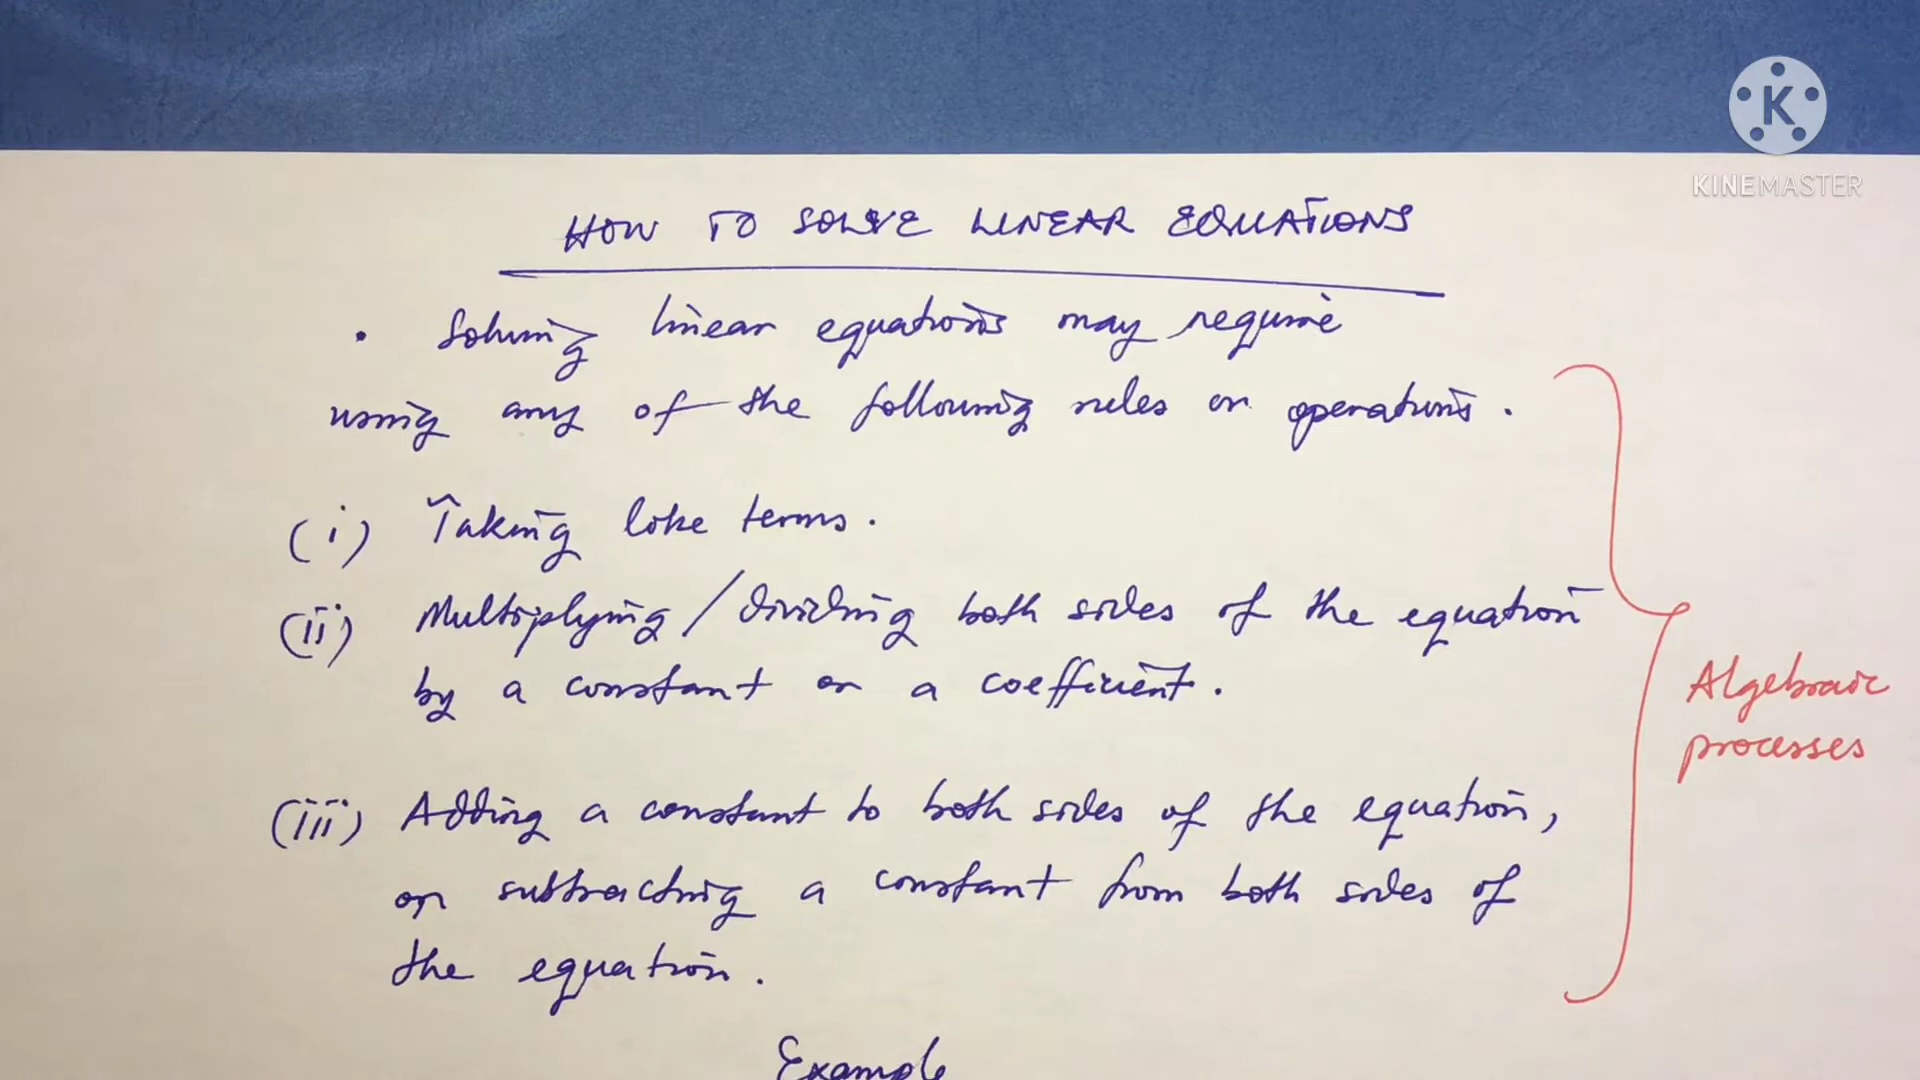 K
KINEMASTER
HOW TO SOLVE LINEAR EQUATIONS
• Solving linear equations may require
using any of the following rules or operations.
(i) Taking like terms.
(ii) Multiplying/dividing both sides of the equation
by a constant or a coefficient.
Algebraic
processes
(iii) Adding a constant to both sides of the equation,
or subtracting a constant from both sides of
the equation.
Example